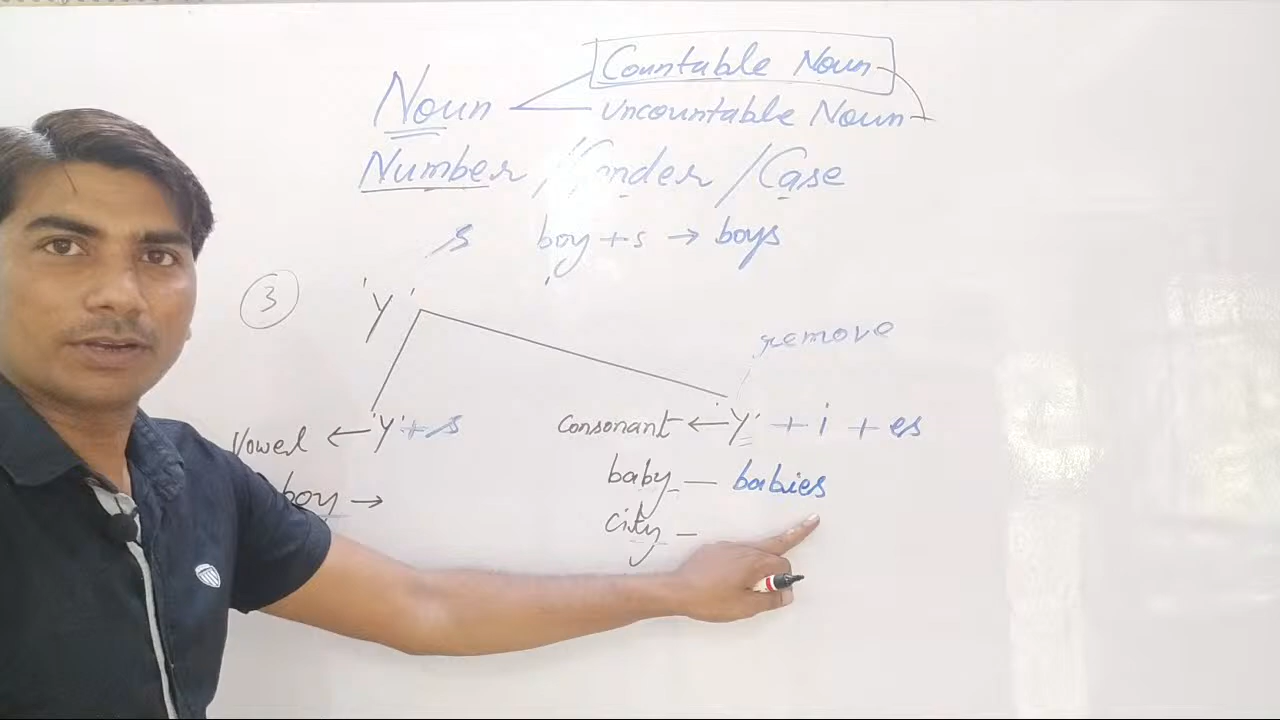 Countable Noun
Noun
Uncountable Noun
Number / Gender / Case
s boy + s → boys
3 'y'
remove
Vowel ← 'y' + s
Consonant ← 'y' + i + es
baby — babies
boy →
city —